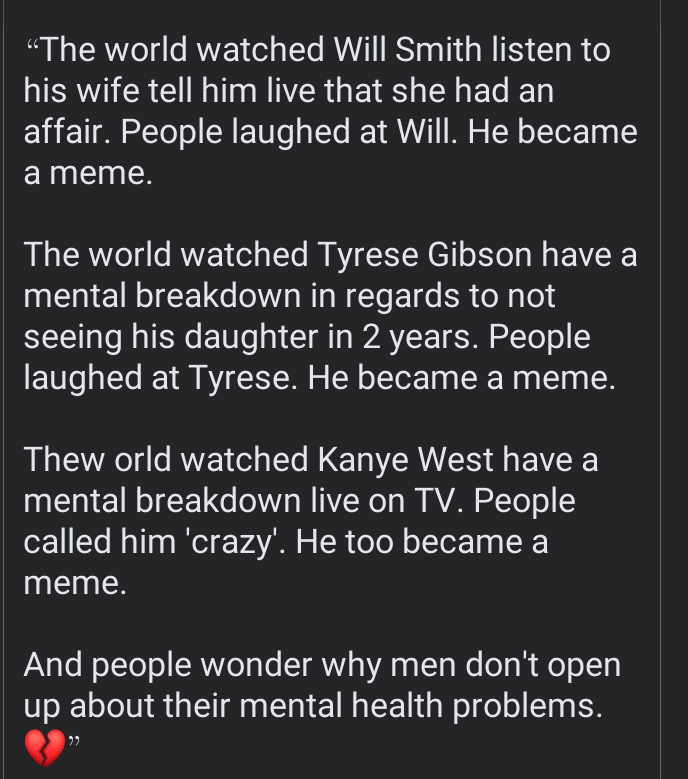 “The world watched Will Smith listen to
his wife tell him live that she had an
affair. People laughed at Will. He became
a meme.
The world watched Tyrese Gibson have a
mental breakdown in regards to not
seeing his daughter in 2 years. People
laughed at Tyrese. He became a meme.
Thew orld watched Kanye West have a
mental breakdown live on TV. People
called him 'crazy'. He too became a
meme.
And people wonder why men don't open
up about their mental health problems.
💔”